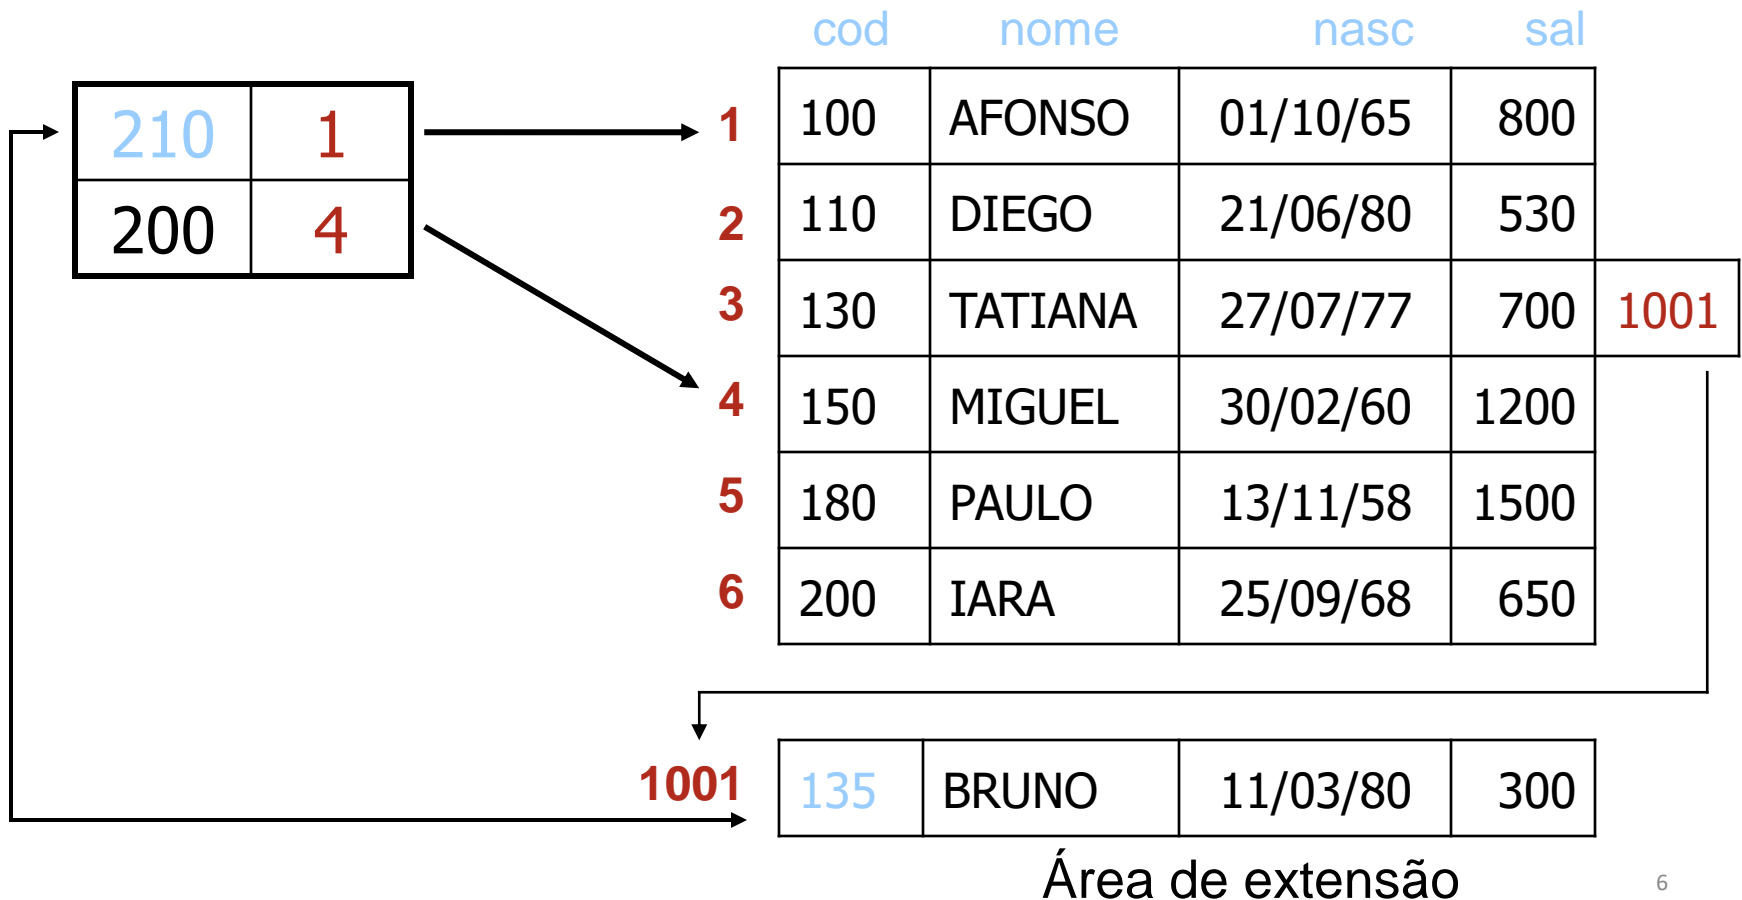 cod nome nasc sal
210 1
200 4
1 100 AFONSO 01/10/65 800
2 110 DIEGO 21/06/80 530
3 130 TATIANA 27/07/77 700 1001
4 150 MIGUEL 30/02/60 1200
5 180 PAULO 13/11/58 1500
6 200 IARA 25/09/68 650
1001 135 BRUNO 11/03/80 300
Área de extensão
6